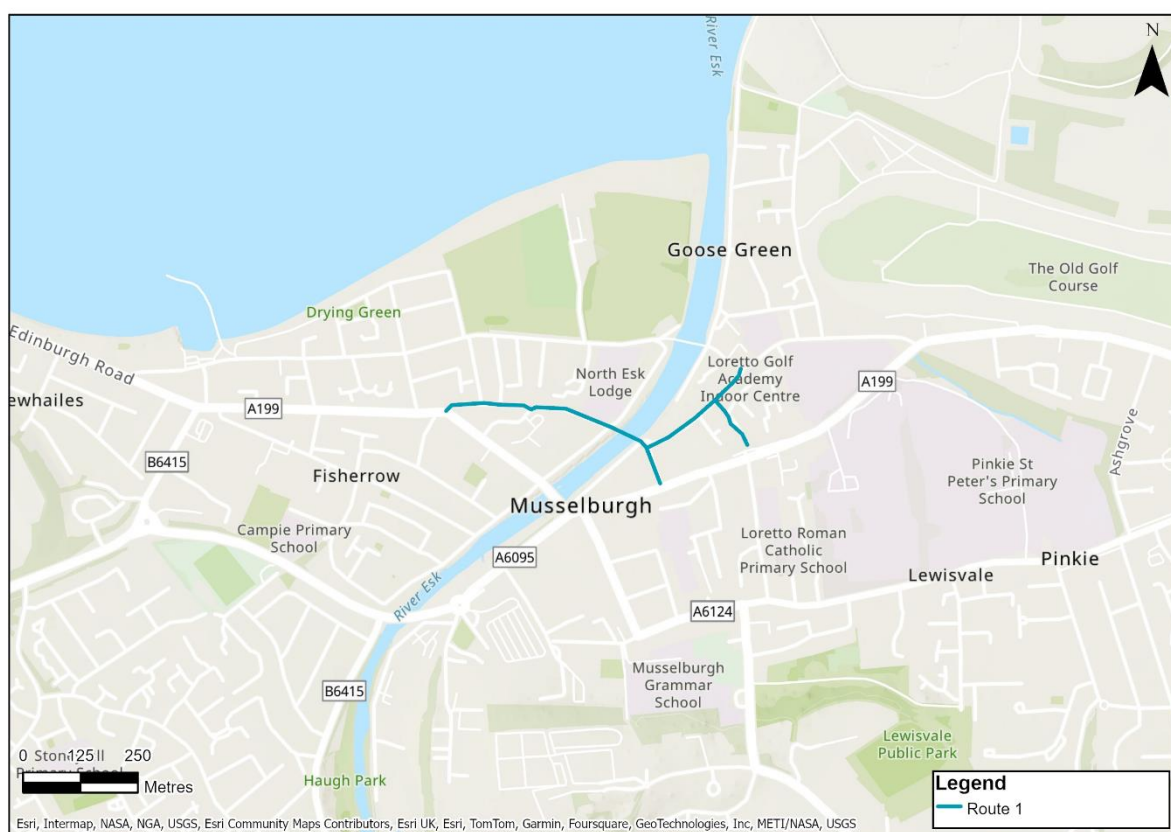 River Esk
N
Goose Green
The Old Golf
Course
Drying Green
Edinburgh Road
North Esk
Lodge
Loretto Golf
Academy
Indoor Centre
A199
ewhailes
A199
B6415
Ashgrove
Fisherrow
Pinkie St
Peter's Primary
School
Musselburgh
Campie Primary
School
Loretto Roman
Catholic
Primary School
A6095
Pinkie
Lewisvale
River Esk
A6124
Musselburgh
Grammar
School
B6415
Lewisvale
Public Park
0 125 250
Metres
Haugh Park
Legend
Route 1
Esri, Intermap, NASA, NGA, USGS, Esri Community Maps Contributors, Esri UK, Esri, TomTom, Garmin, Foursquare, GeoTechnologies, Inc, METI/NASA, USGS